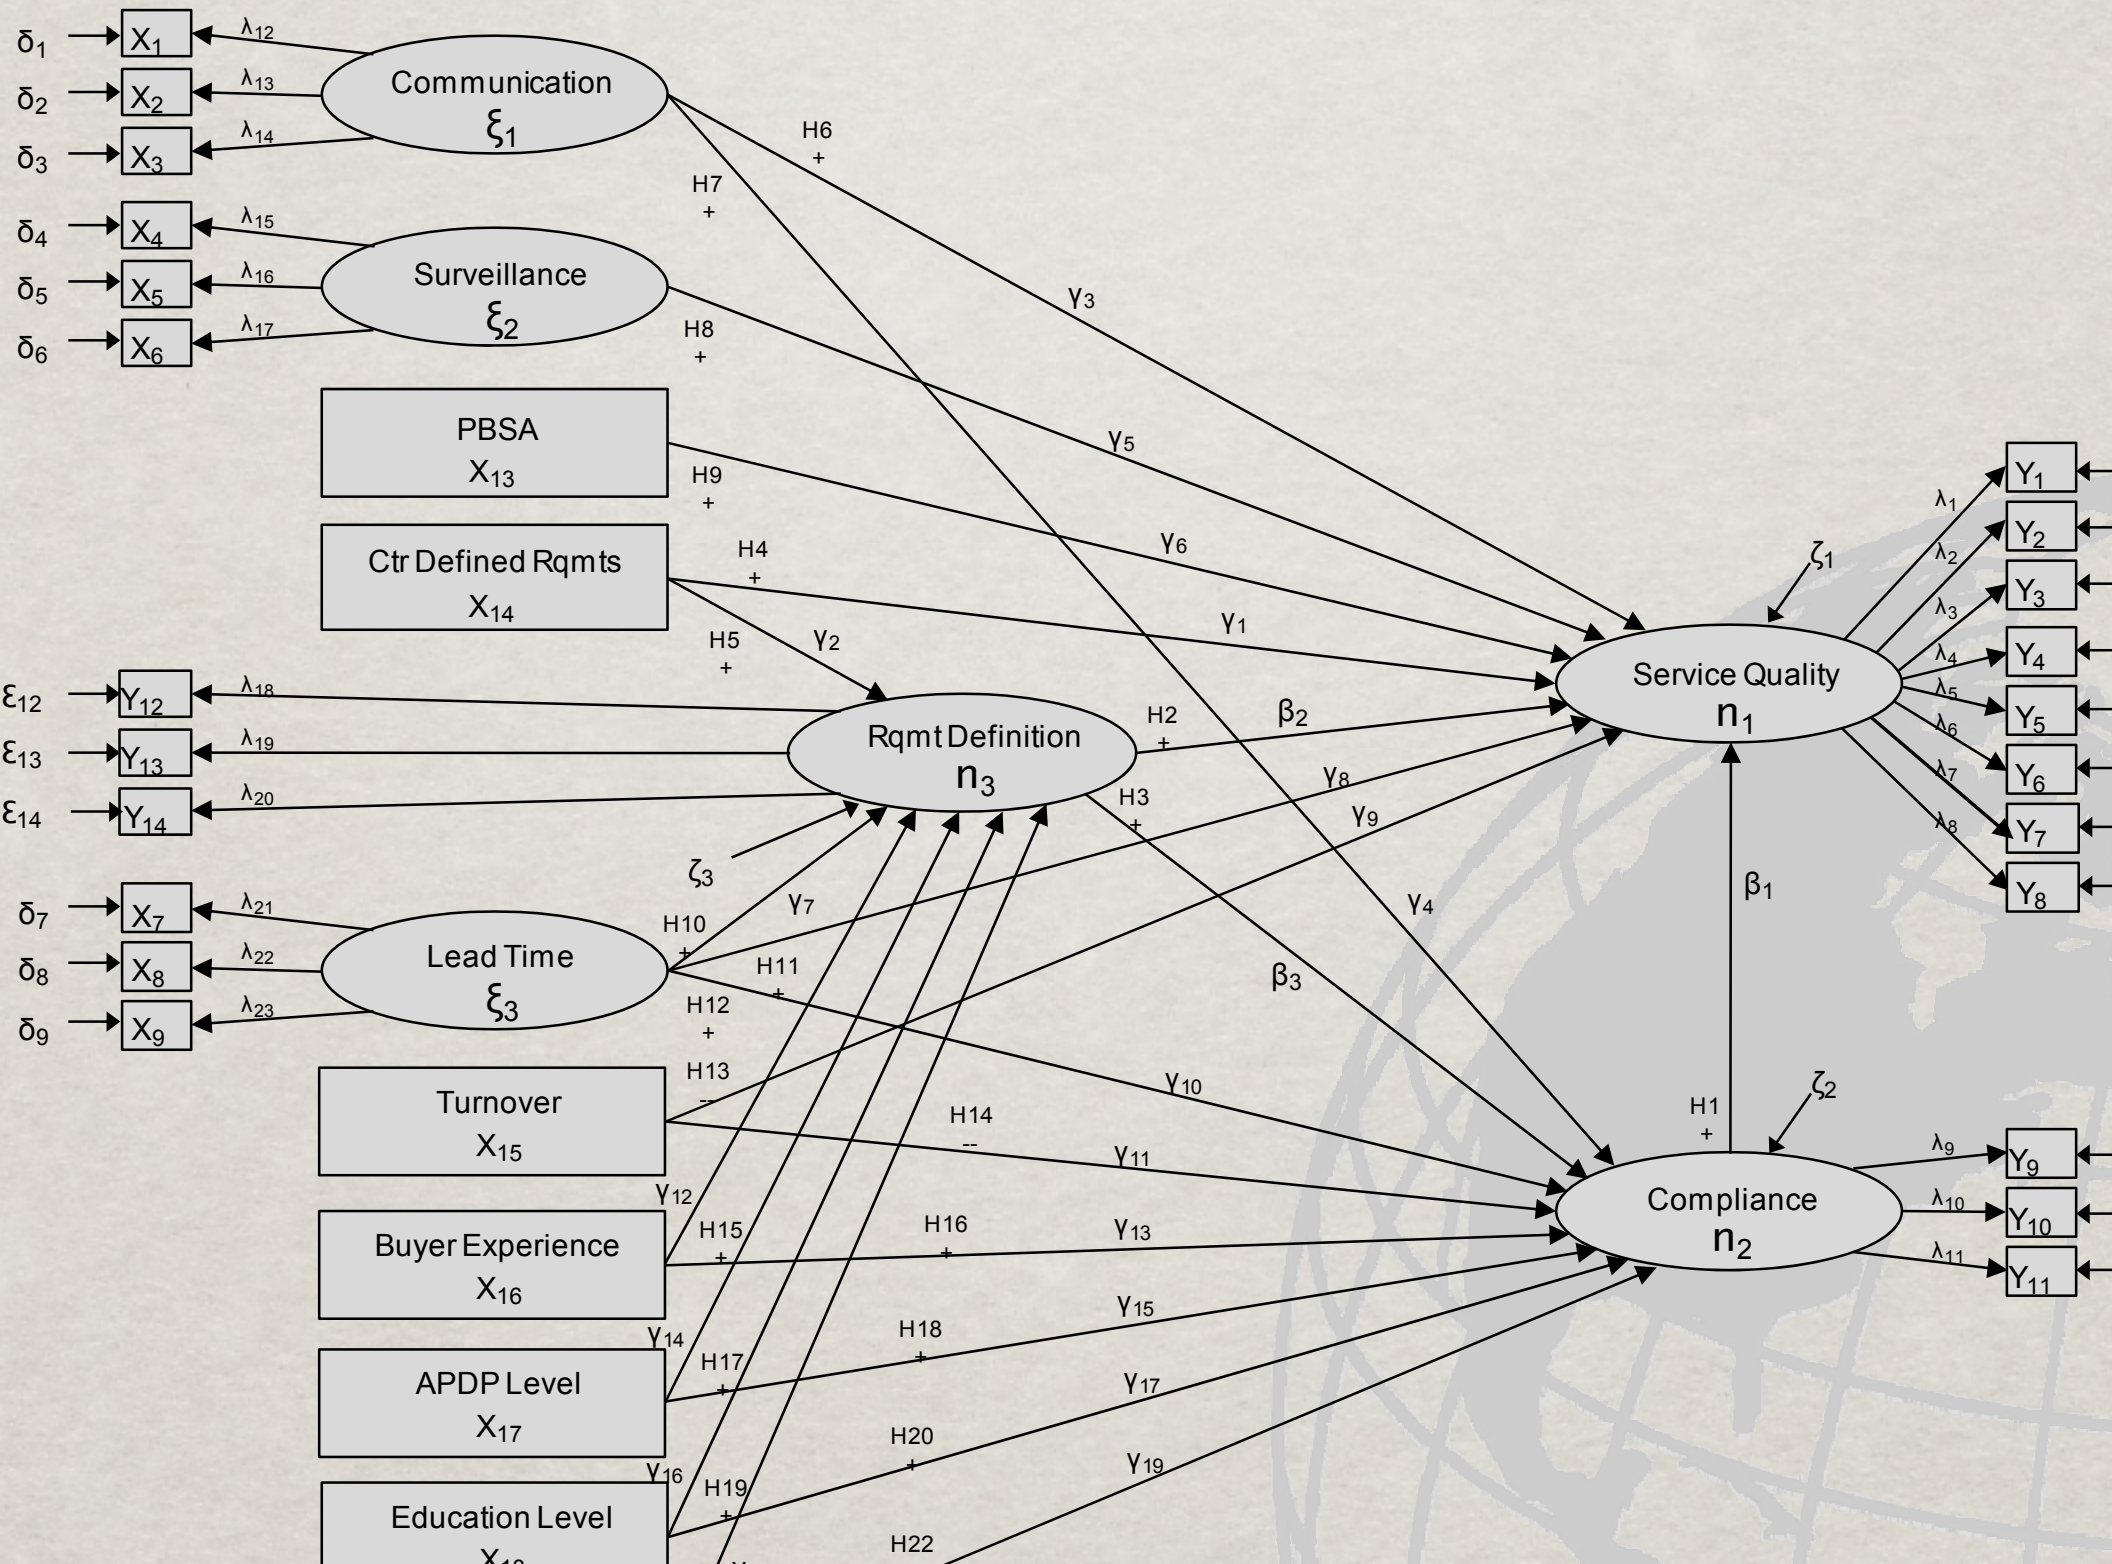 δ1 X1 λ12
δ2 X2 λ13
δ3 X3 λ14
Communication
ξ1
H6
+
H7
+
γ3
δ4 X4 λ15
δ5 X5 λ16
δ6 X6 λ17
Surveillance
ξ2
H8
+
γ5
PBSA
X13
H9
+
γ6
Ctr Defined Rqmts
X14
H4
+
γ1
H5
+
γ2
ε12 Y12 λ18
ε13 Y13 λ19
ε14 Y14 λ20
Rqmt Definition
n3
ζ3
H2
+
β2
H3
+
β3
γ8
γ9
γ4
ζ1
Service Quality
n1
λ1 Y1
λ2 Y2
λ3 Y3
λ4 Y4
λ5 Y5
λ6 Y6
λ7 Y7
λ8 Y8
β1
δ7 X7 λ21
δ8 X8 λ22
δ9 X9 λ23
Lead Time
ξ3
H10
+
γ7
H11
+
H12
+
γ10
Turnover
X15
H13
--
H14
--
γ11
H1
+
ζ2
Compliance
n2
λ9 Y9
λ10 Y10
λ11 Y11
γ12
Buyer Experience
X16
H15
+
H16
+
γ13
γ14
APDP Level
X17
H17
+
H18
+
γ15
γ16
Education Level
X18
H19
+
H20
+
γ17
H22
γ19